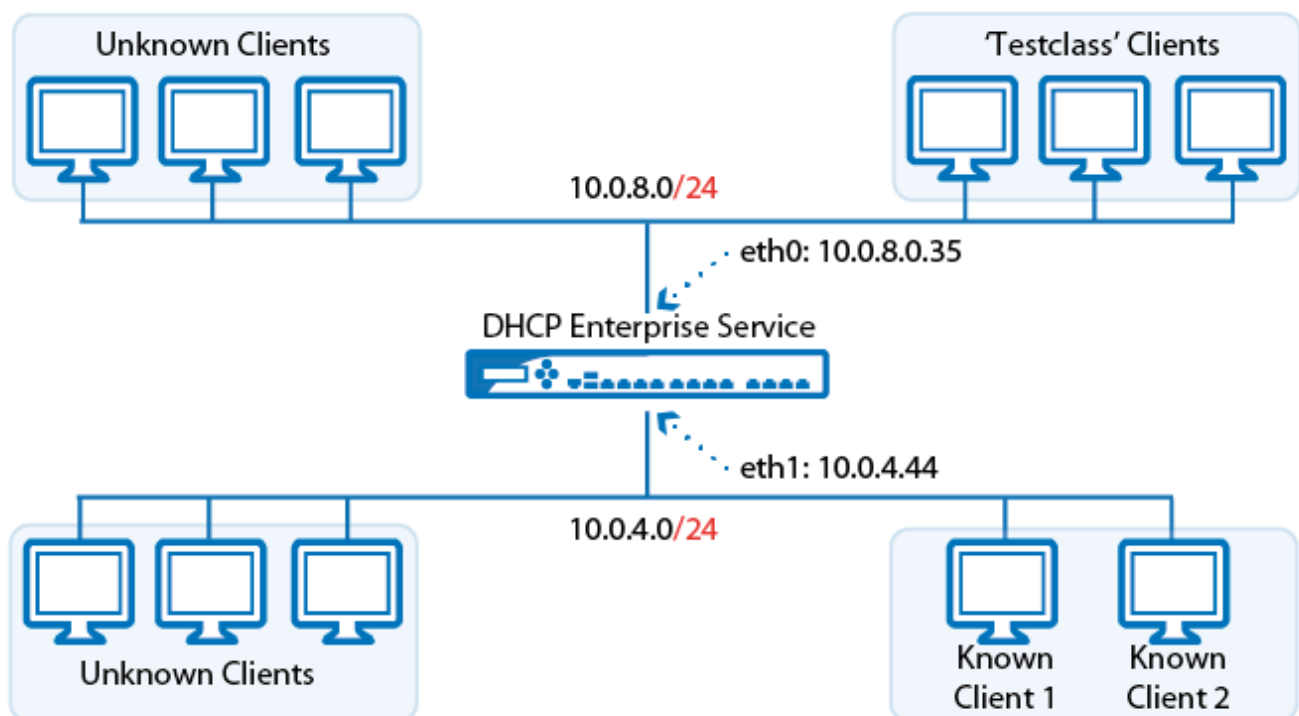 Unknown Clients
'Testclass' Clients
10.0.8.0/24
eth0: 10.0.8.0.35
DHCP Enterprise Service
eth1: 10.0.4.44
10.0.4.0/24
Unknown Clients
Known
Client 1
Known
Client 2